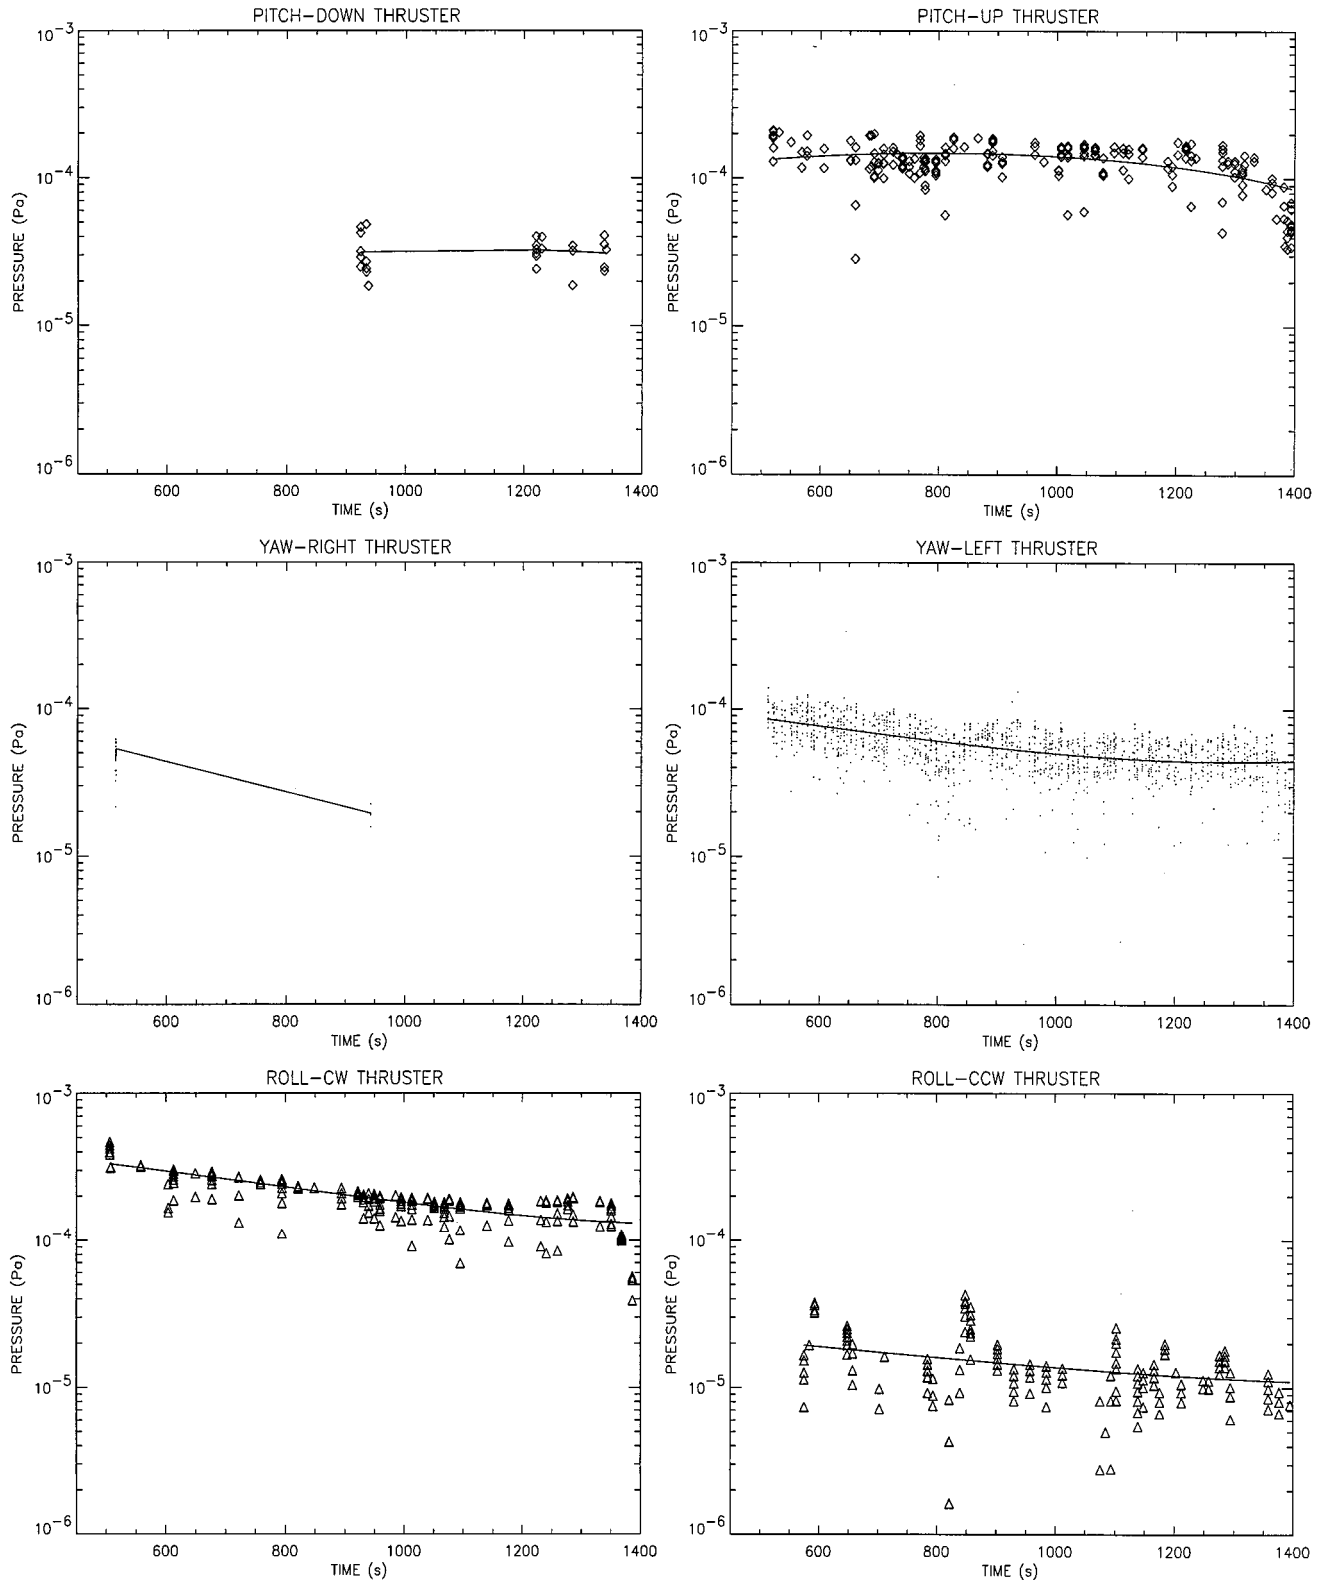 PITCH-DOWN THRUSTER
10⁻³
10⁻⁴
10⁻⁵
10⁻⁶
PRESSURE (Pa)
600 800 1000 1200 1400
TIME (s)
PITCH-UP THRUSTER
10⁻³
10⁻⁴
10⁻⁵
10⁻⁶
PRESSURE (Pa)
600 800 1000 1200 1400
TIME (s)
YAW-RIGHT THRUSTER
10⁻³
10⁻⁴
10⁻⁵
10⁻⁶
PRESSURE (Pa)
600 800 1000 1200 1400
TIME (s)
YAW-LEFT THRUSTER
10⁻³
10⁻⁴
10⁻⁵
10⁻⁶
PRESSURE (Pa)
600 800 1000 1200 1400
TIME (s)
ROLL-CW THRUSTER
10⁻³
10⁻⁴
10⁻⁵
10⁻⁶
PRESSURE (Pa)
600 800 1000 1200 1400
TIME (s)
ROLL-CCW THRUSTER
10⁻³
10⁻⁴
10⁻⁵
10⁻⁶
PRESSURE (Pa)
600 800 1000 1200 1400
TIME (s)